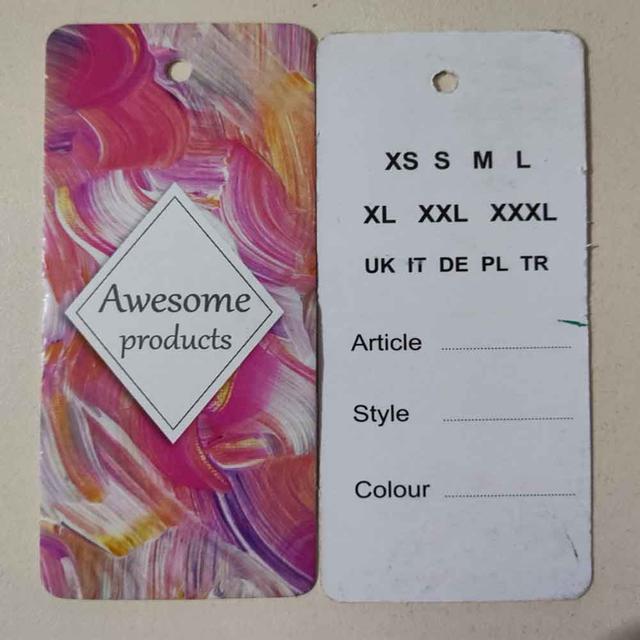 Awesome
products
XS S M L
XL XXL XXXL
UK IT DE PL TR
Article
Style
Colour